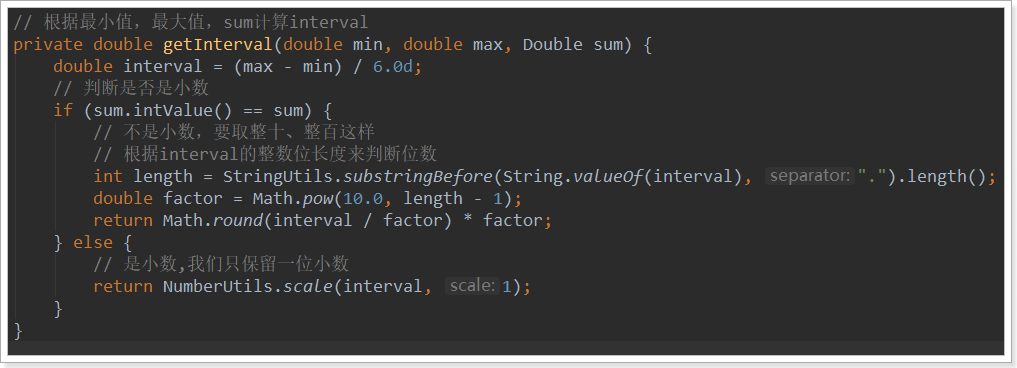 // 根据最小值，最大值，sum计算interval
private double getInterval(double min, double max, Double sum) {
    double interval = (max - min) / 6.0d;
    // 判断是否是小数
    if (sum.intValue() == sum) {
        // 不是小数，要取整十、整百这样
        // 根据interval的整数位长度来判断位数
        int length = StringUtils.substringBefore(String.valueOf(interval), separator: ".").length();
        double factor = Math.pow(10.0, length - 1);
        return Math.round(interval / factor) * factor;
    } else {
        // 是小数,我们只保留一位小数
        return NumberUtils.scale(interval, scale: 1);
    }
}